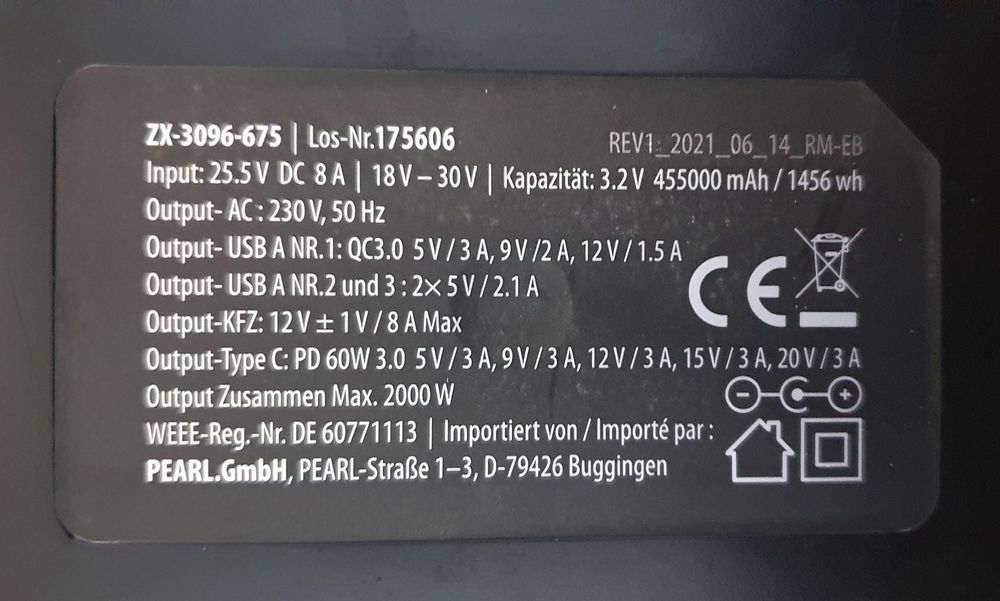 ZX-3096-675 | Los-Nr.175606 REV1_2021_06_14_RM-EB
Input: 25.5 V DC 8 A | 18 V – 30 V | Kapazität: 3.2 V 455000 mAh / 1456 wh
Output- AC : 230 V, 50 Hz
Output- USB A NR.1: QC3.0 5 V / 3 A, 9 V /2 A, 12 V / 1.5 A
Output- USB A NR.2 und 3 : 2× 5 V / 2.1 A
Output-KFZ: 12 V ± 1 V / 8 A Max
Output-Type C: PD 60W 3.0 5 V / 3 A, 9 V / 3 A, 12 V / 3 A, 15 V / 3 A, 20 V / 3 A
Output Zusammen Max. 2000 W
WEEE-Reg.-Nr. DE 60771113 | Importiert von / Importé par :
PEARL.GmbH, PEARL-Straße 1–3, D-79426 Buggingen
CE